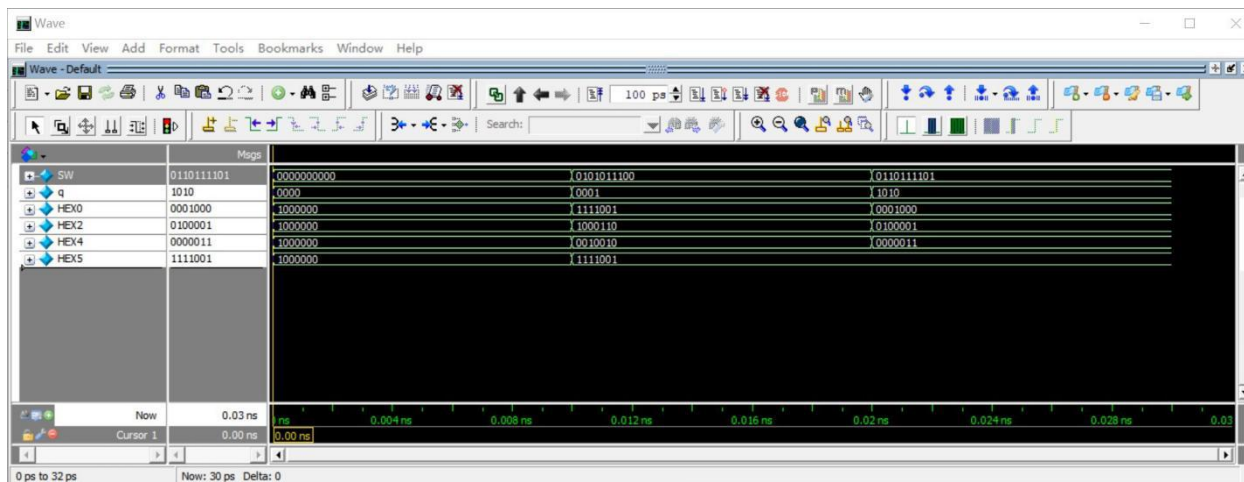 Wave
File Edit View Add Format Tools Bookmarks Window Help
Wave - Default
100 ps
Search:
Msgs
SW 0110111101 0000000000 0101011100 0110111101
q 1010 0000 0001 1010
HEX0 0001000 1000000 1111001 0001000
HEX2 0100001 1000000 1000110 0100001
HEX4 0000011 1000000 0010010 0000011
HEX5 1111001 1000000 1111001
Now 0.03 ns ns 0.004 ns 0.008 ns 0.012 ns 0.016 ns 0.02 ns 0.024 ns 0.028 ns 0.03
Cursor 1 0.00 ns 0.00 ns
0 ps to 32 ps Now: 30 ps Delta: 0